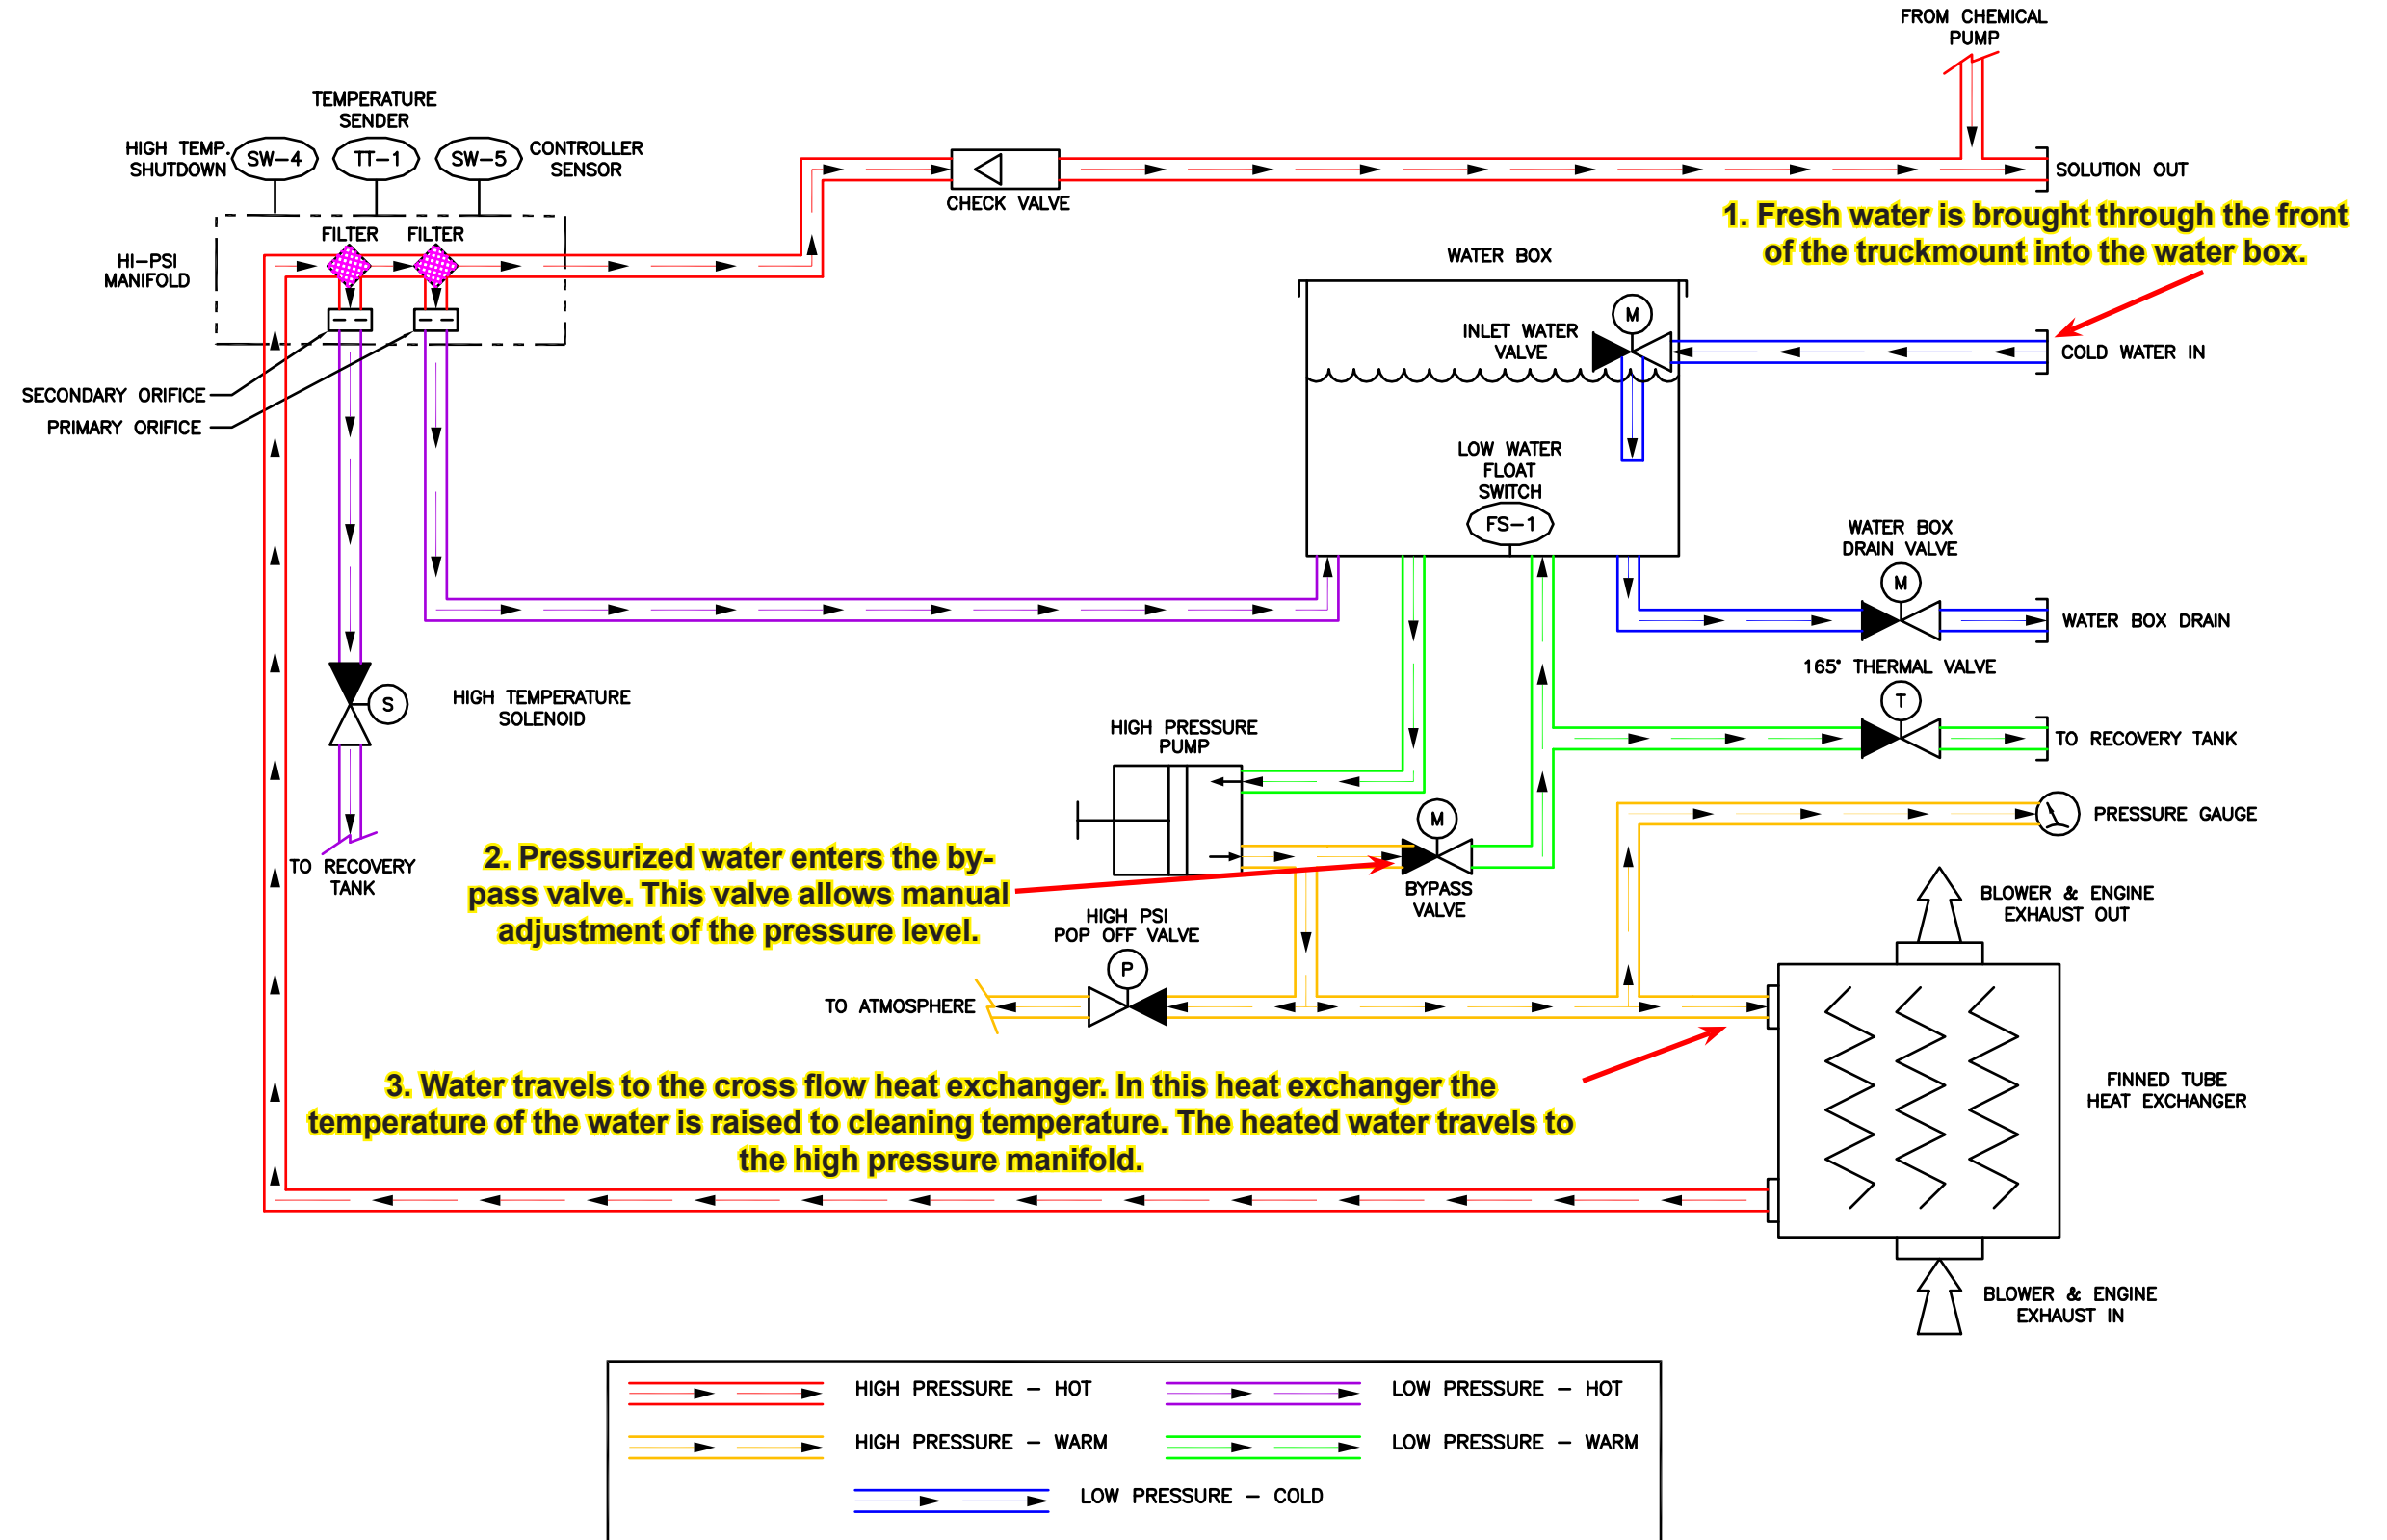 FROM CHEMICAL
PUMP
TEMPERATURE
SENDER
HIGH TEMP.
SHUTDOWN
SW-4
TT-1
SW-5
CONTROLLER
SENSOR
CHECK VALVE
SOLUTION OUT
1. Fresh water is brought through the front
of the truckmount into the water box.
FILTER
FILTER
HI-PSI
MANIFOLD
WATER BOX
M
INLET WATER
VALVE
COLD WATER IN
SECONDARY ORIFICE
PRIMARY ORIFICE
LOW WATER
FLOAT
SWITCH
FS-1
WATER BOX
DRAIN VALVE
M
WATER BOX DRAIN
165° THERMAL VALVE
T
TO RECOVERY TANK
S
HIGH TEMPERATURE
SOLENOID
HIGH PRESSURE
PUMP
M
PRESSURE GAUGE
TO RECOVERY
TANK
2. Pressurized water enters the by-
pass valve. This valve allows manual
adjustment of the pressure level.
BYPASS
VALVE
BLOWER & ENGINE
EXHAUST OUT
HIGH PSI
POP OFF VALVE
P
TO ATMOSPHERE
3. Water travels to the cross flow heat exchanger. In this heat exchanger the
temperature of the water is raised to cleaning temperature. The heated water travels to
the high pressure manifold.
FINNED TUBE
HEAT EXCHANGER
BLOWER & ENGINE
EXHAUST IN
HIGH PRESSURE - HOT
LOW PRESSURE - HOT
HIGH PRESSURE - WARM
LOW PRESSURE - WARM
LOW PRESSURE - COLD